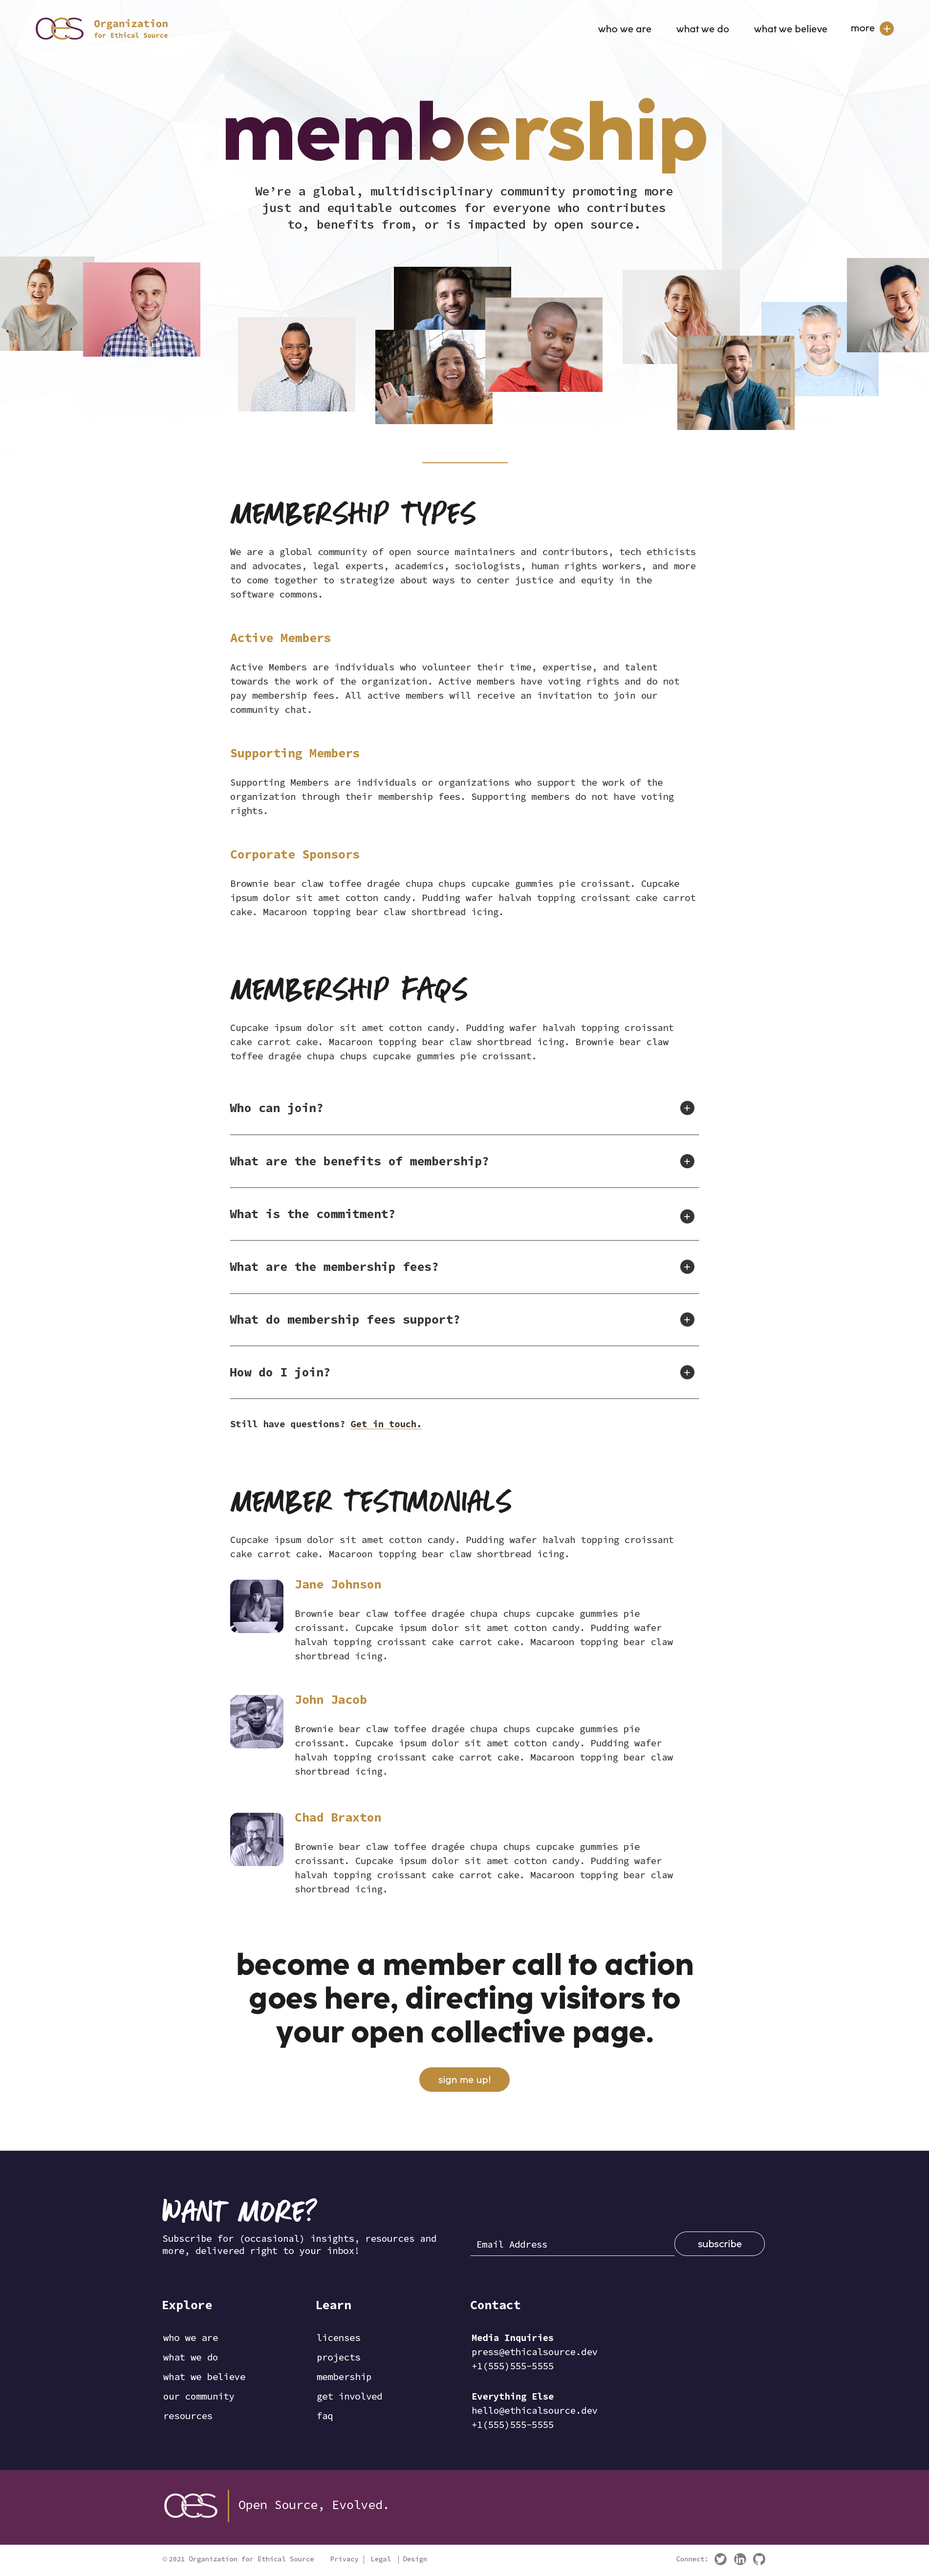 OES Organization
for Ethical Source
who we are
what we do
what we believe
more
membership
We’re a global, multidisciplinary community promoting more
just and equitable outcomes for everyone who contributes
to, benefits from, or is impacted by open source.
MEMBERSHIP TYPES
We are a global community of open source maintainers and contributors, tech ethicists
and advocates, legal experts, academics, sociologists, human rights workers, and more
to come together to strategize about ways to center justice and equity in the
software commons.
Active Members
Active Members are individuals who volunteer their time, expertise, and talent
towards the work of the organization. Active members have voting rights and do not
pay membership fees. All active members will receive an invitation to join our
community chat.
Supporting Members
Supporting Members are individuals or organizations who support the work of the
organization through their membership fees. Supporting members do not have voting
rights.
Corporate Sponsors
Brownie bear claw toffee dragée chupa chups cupcake gummies pie croissant. Cupcake
ipsum dolor sit amet cotton candy. Pudding wafer halvah topping croissant cake carrot
cake. Macaroon topping bear claw shortbread icing.
MEMBERSHIP FAQS
Cupcake ipsum dolor sit amet cotton candy. Pudding wafer halvah topping croissant
cake carrot cake. Macaroon topping bear claw shortbread icing. Brownie bear claw
toffee dragée chupa chups cupcake gummies pie croissant.
Who can join?
What are the benefits of membership?
What is the commitment?
What are the membership fees?
What do membership fees support?
How do I join?
Still have questions? Get in touch.
MEMBER TESTIMONIALS
Cupcake ipsum dolor sit amet cotton candy. Pudding wafer halvah topping croissant
cake carrot cake. Macaroon topping bear claw shortbread icing.
Jane Johnson
Brownie bear claw toffee dragée chupa chups cupcake gummies pie
croissant. Cupcake ipsum dolor sit amet cotton candy. Pudding wafer
halvah topping croissant cake carrot cake. Macaroon topping bear claw
shortbread icing.
John Jacob
Brownie bear claw toffee dragée chupa chups cupcake gummies pie
croissant. Cupcake ipsum dolor sit amet cotton candy. Pudding wafer
halvah topping croissant cake carrot cake. Macaroon topping bear claw
shortbread icing.
Chad Braxton
Brownie bear claw toffee dragée chupa chups cupcake gummies pie
croissant. Cupcake ipsum dolor sit amet cotton candy. Pudding wafer
halvah topping croissant cake carrot cake. Macaroon topping bear claw
shortbread icing.
become a member call to action
goes here, directing visitors to
your open collective page.
sign me up!
WANT MORE?
Subscribe for (occasional) insights, resources and
more, delivered right to your inbox!
Email Address
subscribe
Explore
who we are
what we do
what we believe
our community
resources
Learn
licenses
projects
membership
get involved
faq
Contact
Media Inquiries
press@ethicalsource.dev
+1(555)555-5555
Everything Else
hello@ethicalsource.dev
+1(555)555-5555
OES | Open Source, Evolved.
© 2021 Organization for Ethical Source Privacy | Legal | Design
Connect: